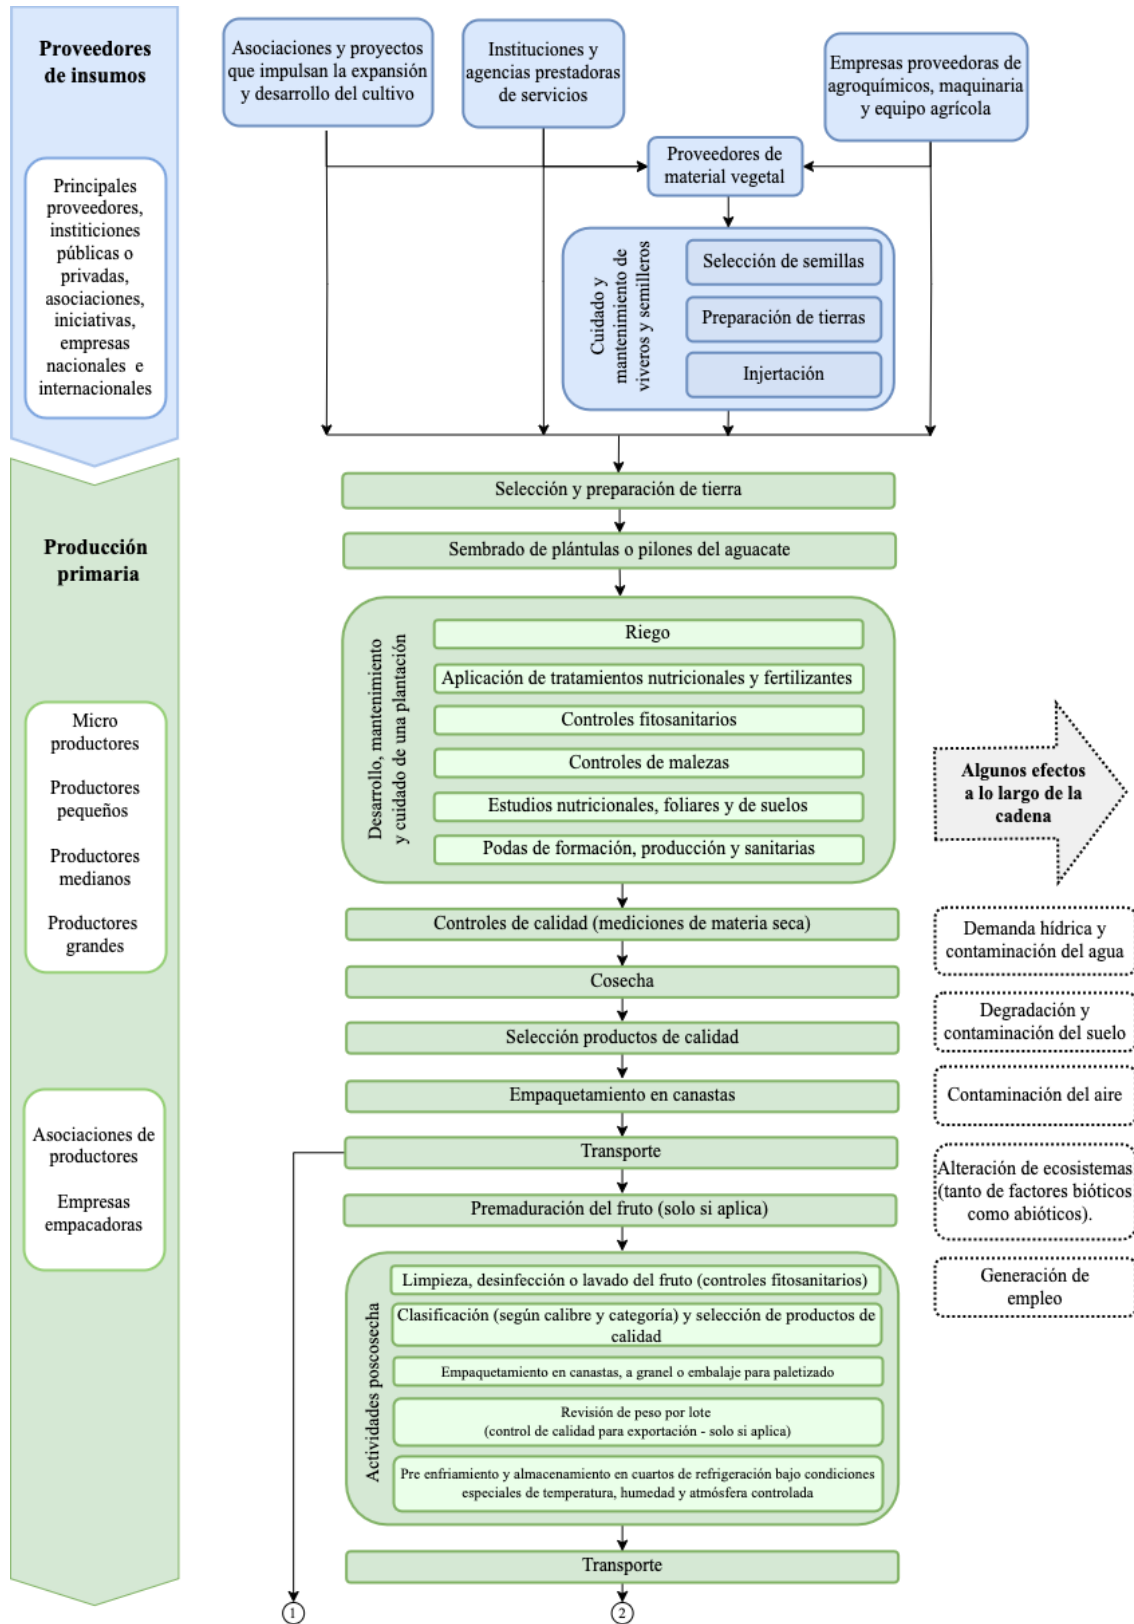 Proveedores
de insumos
Asociaciones y proyectos
que impulsan la expansión
y desarrollo del cultivo
Instituciones y
agencias prestadoras
de servicios
Empresas proveedoras de
agroquímicos, maquinaria
y equipo agrícola
Proveedores de
material vegetal
Principales
proveedores,
institiciones
públicas o
privadas,
asociaciones,
iniciativas,
empresas
nacionales e
internacionales
Cuidado y
mantenimiento de
viveros y semilleros
Selección de semillas
Preparación de tierras
Injertación
Producción
primaria
Selección y preparación de tierra
Sembrado de plántulas o pilones del aguacate
Desarrollo, mantenimiento
y cuidado de una plantación
Riego
Aplicación de tratamientos nutricionales y fertilizantes
Controles fitosanitarios
Controles de malezas
Estudios nutricionales, foliares y de suelos
Podas de formación, producción y sanitarias
Micro
productores
Productores
pequeños
Productores
medianos
Productores
grandes
Controles de calidad (mediciones de materia seca)
Cosecha
Selección productos de calidad
Empaquetamiento en canastas
Transporte
Premaduración del fruto (solo si aplica)
Asociaciones de
productores
Empresas
empacadoras
Actividades poscosecha
Limpieza, desinfección o lavado del fruto (controles fitosanitarios)
Clasificación (según calibre y categoría) y selección de productos de
calidad
Empaquetamiento en canastas, a granel o embalaje para paletizado
Revisión de peso por lote
(control de calidad para exportación - solo si aplica)
Pre enfriamiento y almacenamiento en cuartos de refrigeración bajo condiciones
especiales de temperatura, humedad y atmósfera controlada
Transporte
1
2
Algunos efectos
a lo largo de la
cadena
Demanda hídrica y
contaminación del agua
Degradación y
contaminación del suelo
Contaminación del aire
Alteración de ecosistemas
(tanto de factores bióticos
como abióticos).
Generación de
empleo